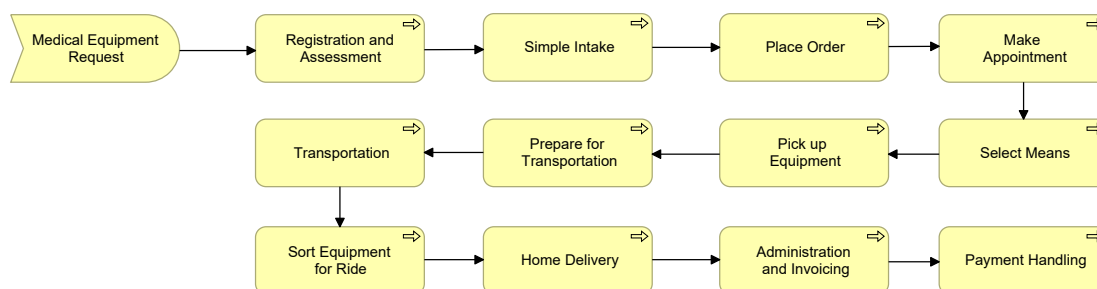 Medical Equipment
Request
Registration and
Assessment
Simple Intake
Place Order
Make
Appointment
Transportation
Prepare for
Transportation
Pick up
Equipment
Select Means
Sort Equipment
for Ride
Home Delivery
Administration
and Invoicing
Payment Handling